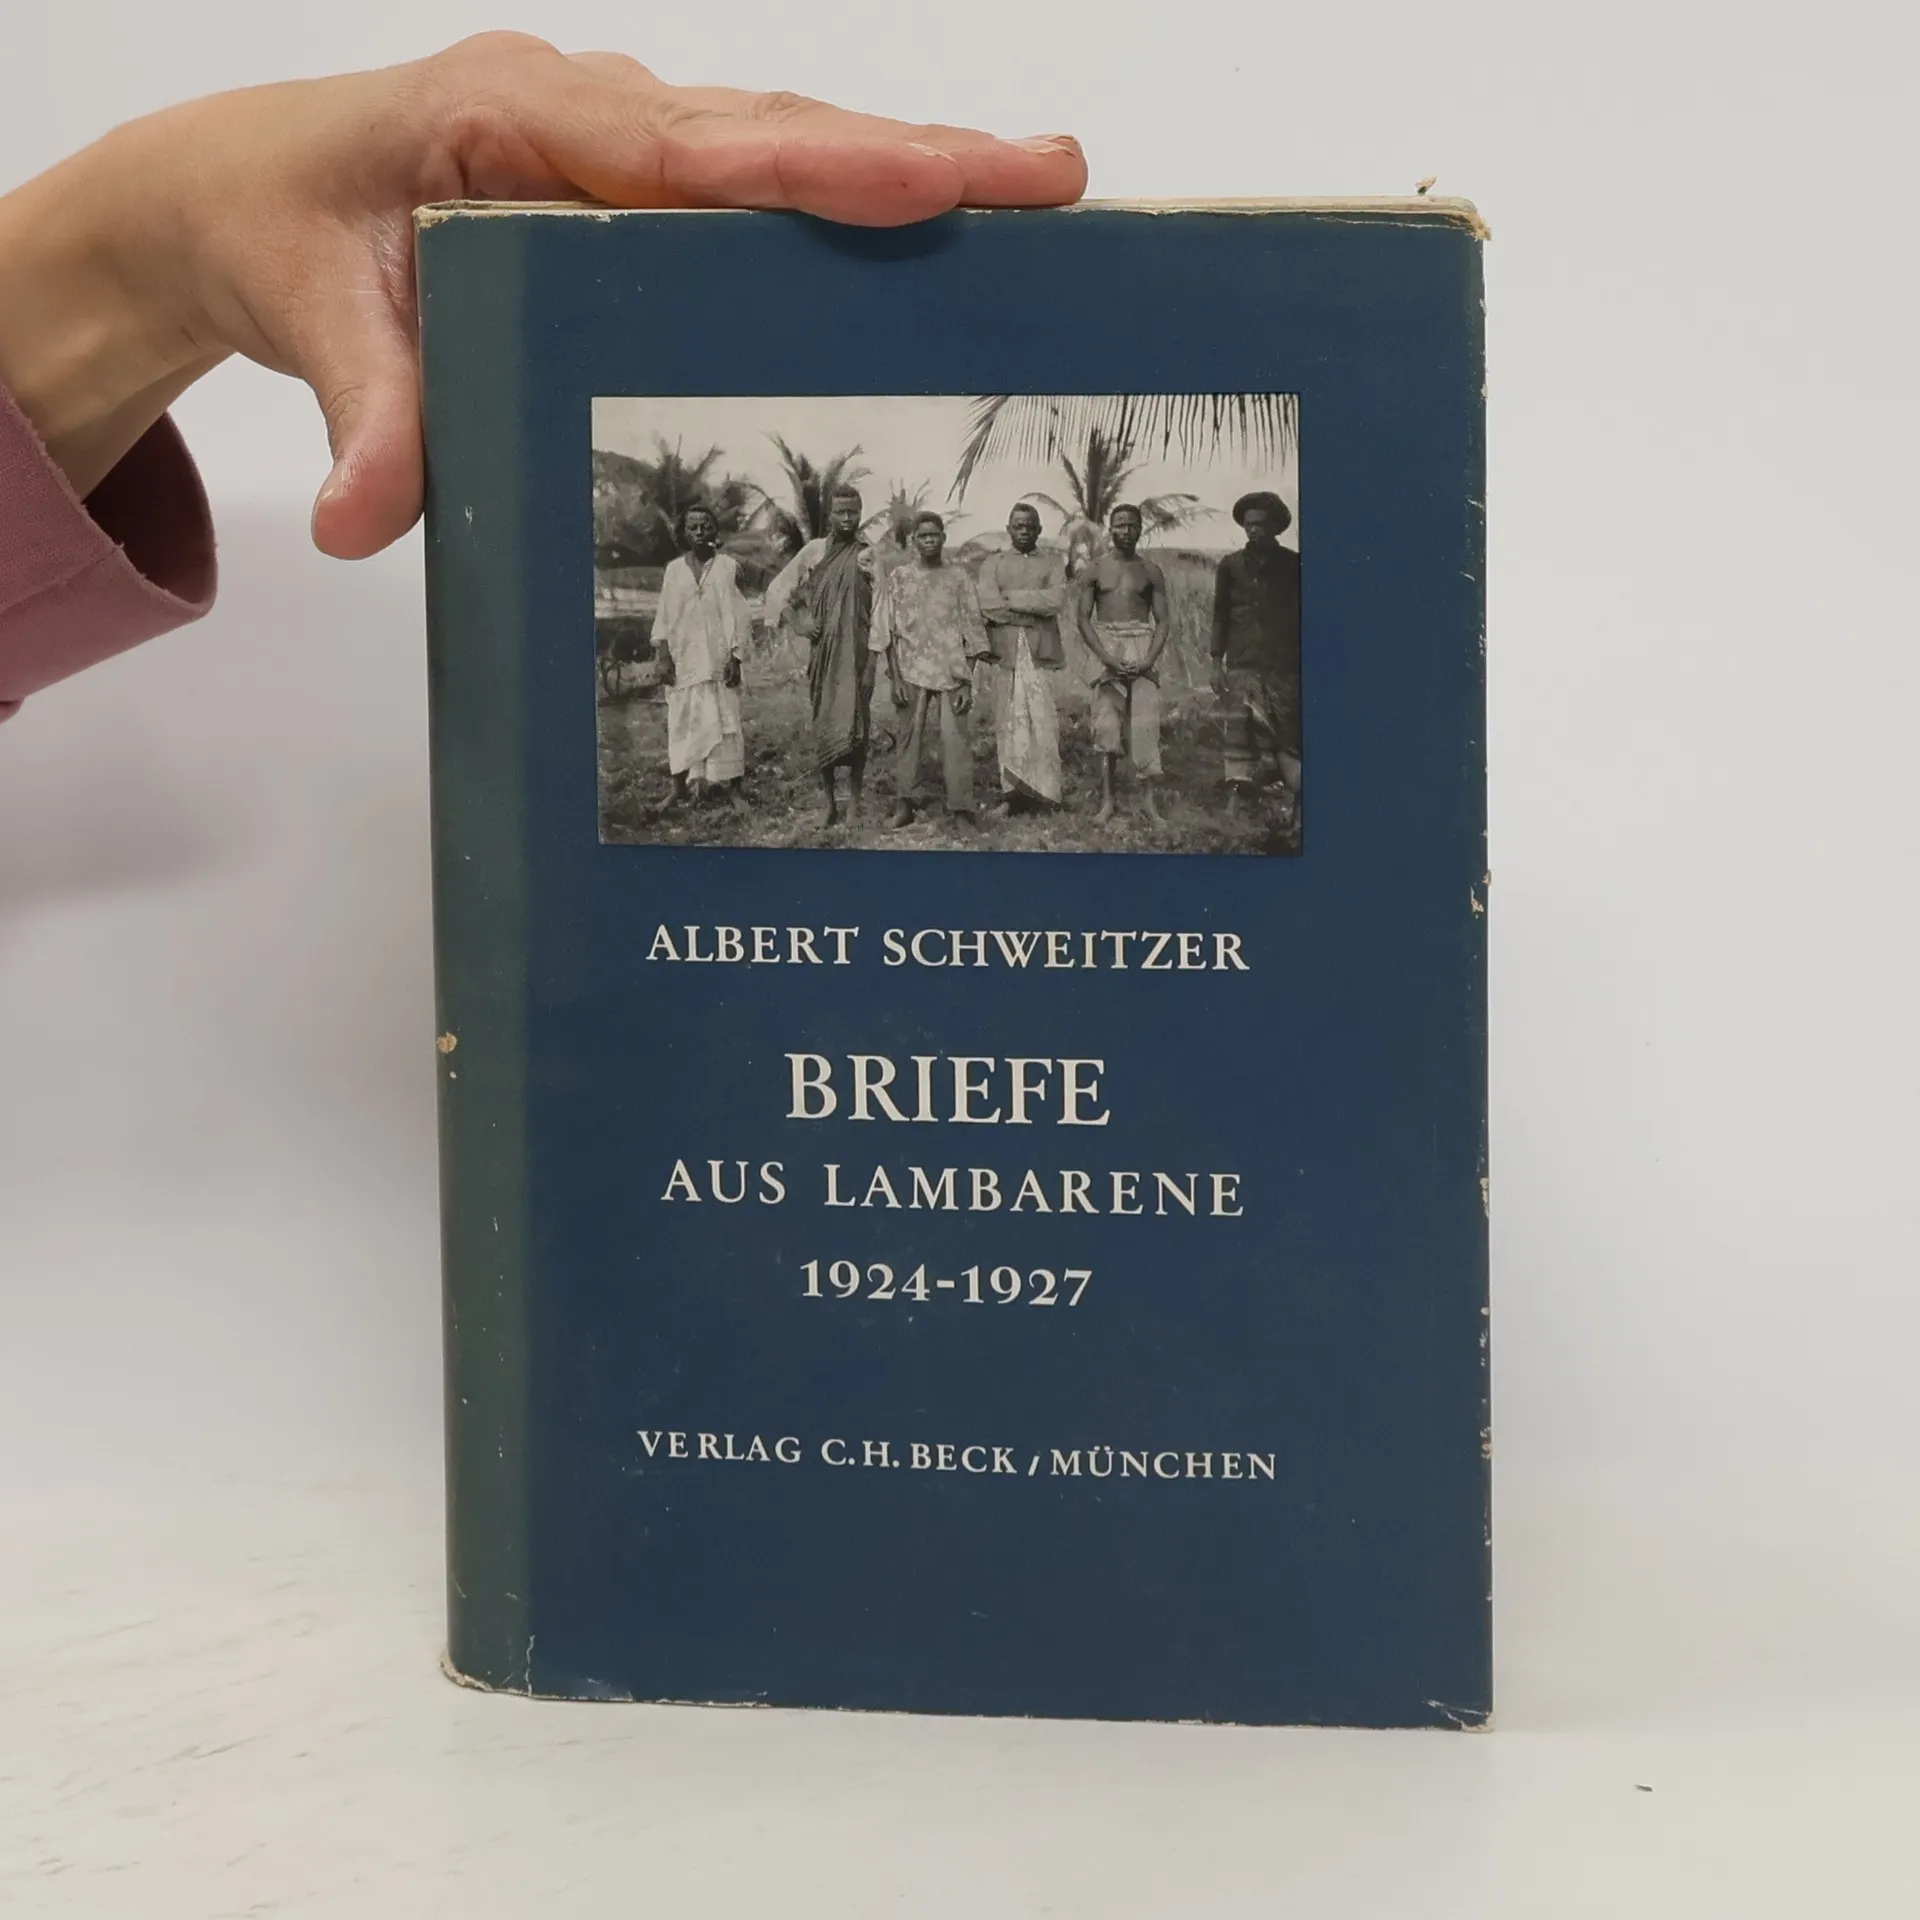 ALBERT SCHWEITZER
BRIEFE
AUS LAMBARENE
1924-1927
VERLAG C.H. BECK / MÜNCHEN